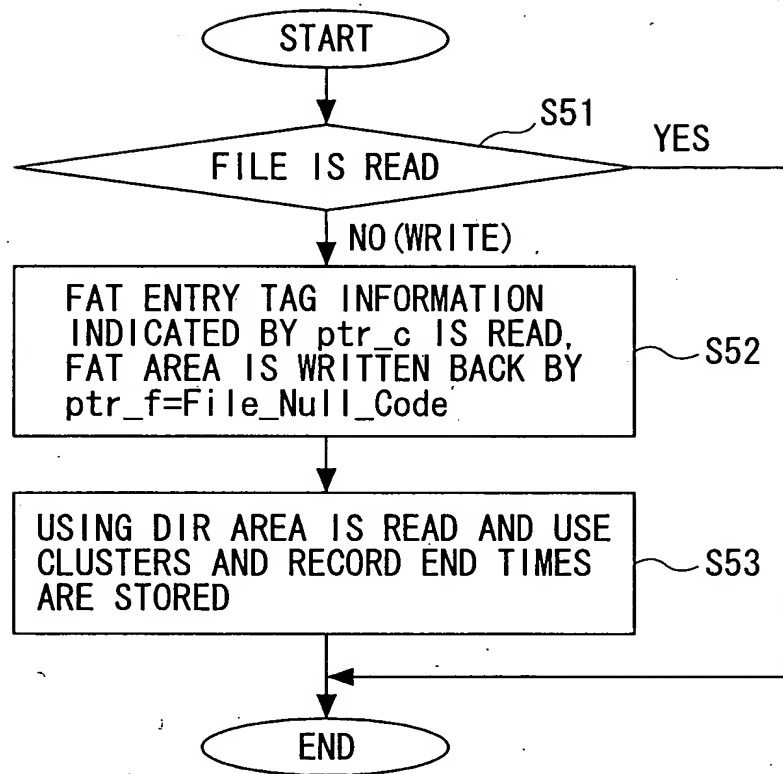 START
S51
FILE IS READ
YES
NO(WRITE)
FAT ENTRY TAG INFORMATION
INDICATED BY ptr_c IS READ,
FAT AREA IS WRITTEN BACK BY
ptr_f=File_Null_Code
S52
USING DIR AREA IS READ AND USE
CLUSTERS AND RECORD END TIMES
ARE STORED
S53
END